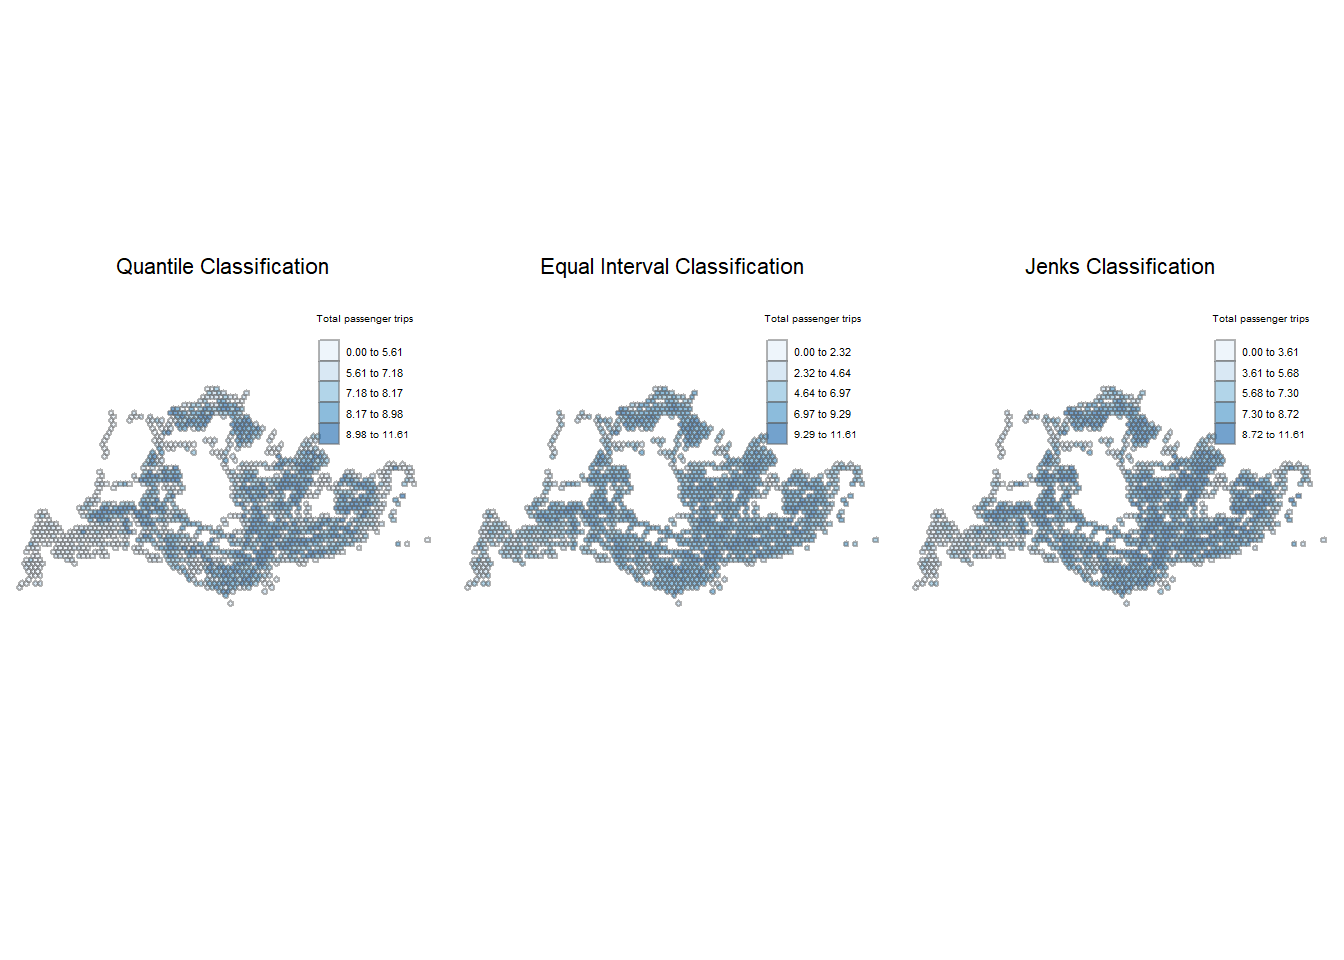 Quantile Classification
Total passenger trips
0.00 to 5.61
5.61 to 7.18
7.18 to 8.17
8.17 to 8.98
8.98 to 11.61
Equal Interval Classification
Total passenger trips
0.00 to 2.32
2.32 to 4.64
4.64 to 6.97
6.97 to 9.29
9.29 to 11.61
Jenks Classification
Total passenger trips
0.00 to 3.61
3.61 to 5.68
5.68 to 7.30
7.30 to 8.72
8.72 to 11.61